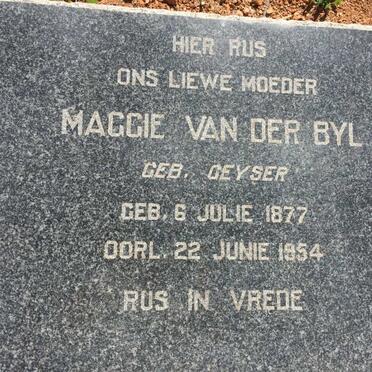 HIER RUS
ONS LIEWE MOEDER
MAGGIE VAN DER BYL
GEB. GEYSER
GEB. 6 JULIE 1877
OORL. 22 JUNIE 1954
RUS IN VREDE